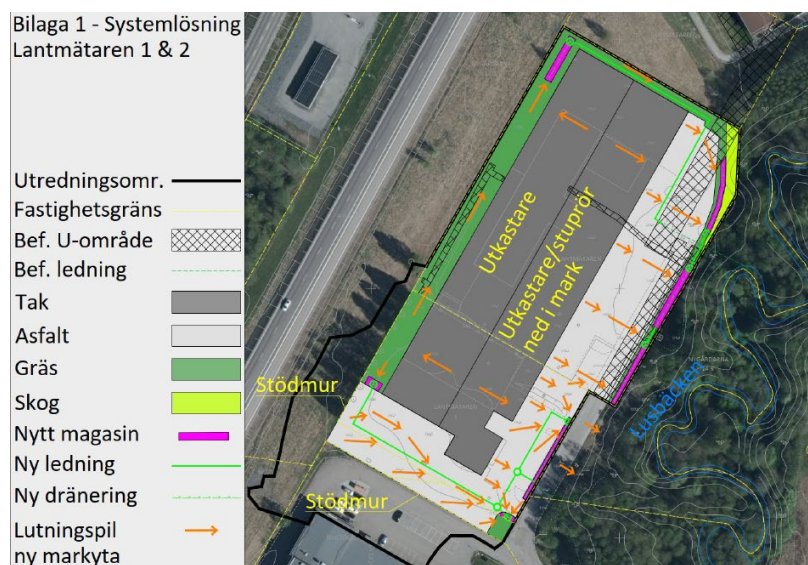 Bilaga 1 - Systemlösning
Lantmätaren 1 & 2
Utredningsomr.
Fastighetsgräns
Bef. U-område
Bef. ledning
Tak
Asfalt
Gräs
Skog
Nytt magasin
Ny ledning
Ny dränering
Lutningspil
ny markyta
Utkastare
Utkastare/stuprör
ned i mark
Stödmur
Stödmur
Lusbäcken